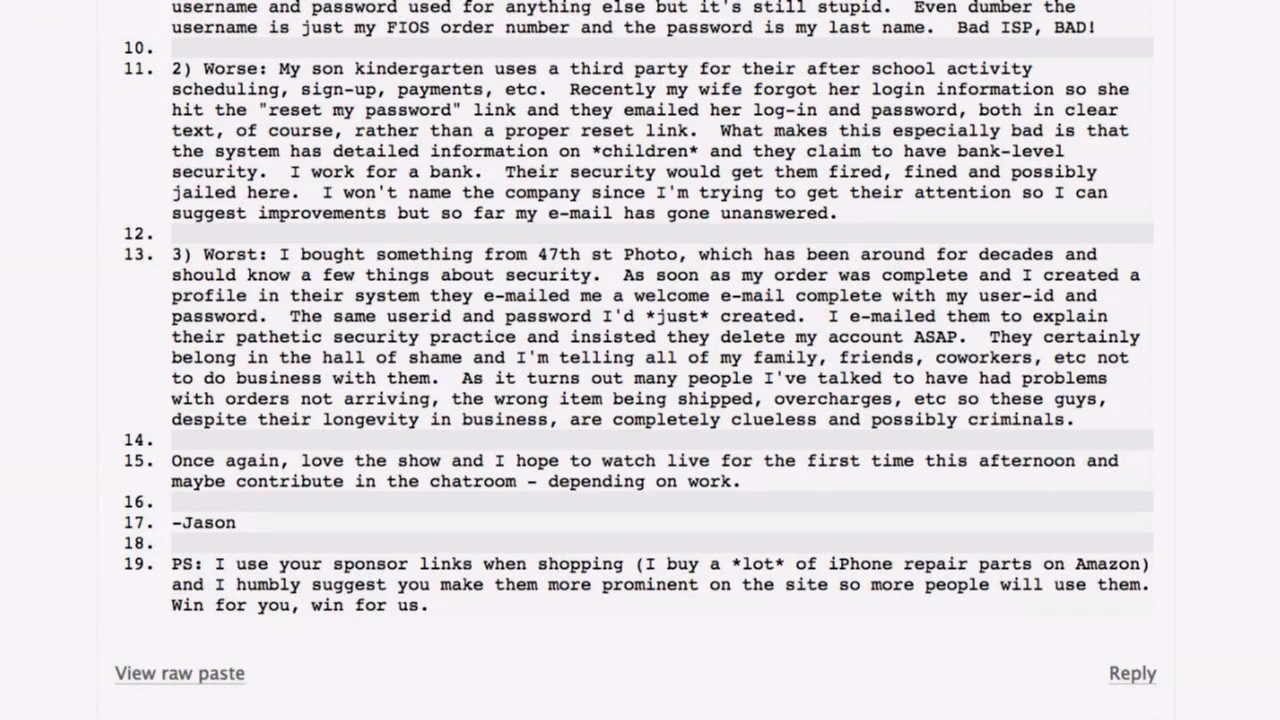 username and password used for anything else but it's still stupid.  Even dumber the
username is just my FIOS order number and the password is my last name.  Bad ISP, BAD!
10.
11. 2) Worse: My son kindergarten uses a third party for their after school activity
scheduling, sign-up, payments, etc.  Recently my wife forgot her login information so she
hit the "reset my password" link and they emailed her log-in and password, both in clear
text, of course, rather than a proper reset link.  What makes this especially bad is that
the system has detailed information on *children* and they claim to have bank-level
security.  I work for a bank.  Their security would get them fired, fined and possibly
jailed here.  I won't name the company since I'm trying to get their attention so I can
suggest improvements but so far my e-mail has gone unanswered.
12.
13. 3) Worst: I bought something from 47th st Photo, which has been around for decades and
should know a few things about security.  As soon as my order was complete and I created a
profile in their system they e-mailed me a welcome e-mail complete with my user-id and
password.  The same userid and password I'd *just* created.  I e-mailed them to explain
their pathetic security practice and insisted they delete my account ASAP.  They certainly
belong in the hall of shame and I'm telling all of my family, friends, coworkers, etc not
to do business with them.  As it turns out many people I've talked to have had problems
with orders not arriving, the wrong item being shipped, overcharges, etc so these guys,
despite their longevity in business, are completely clueless and possibly criminals.
14.
15. Once again, love the show and I hope to watch live for the first time this afternoon and
maybe contribute in the chatroom – depending on work.
16.
17. -Jason
18.
19. PS: I use your sponsor links when shopping (I buy a *lot* of iPhone repair parts on Amazon)
and I humbly suggest you make them more prominent on the site so more people will use them.
Win for you, win for us.
View raw paste
Reply